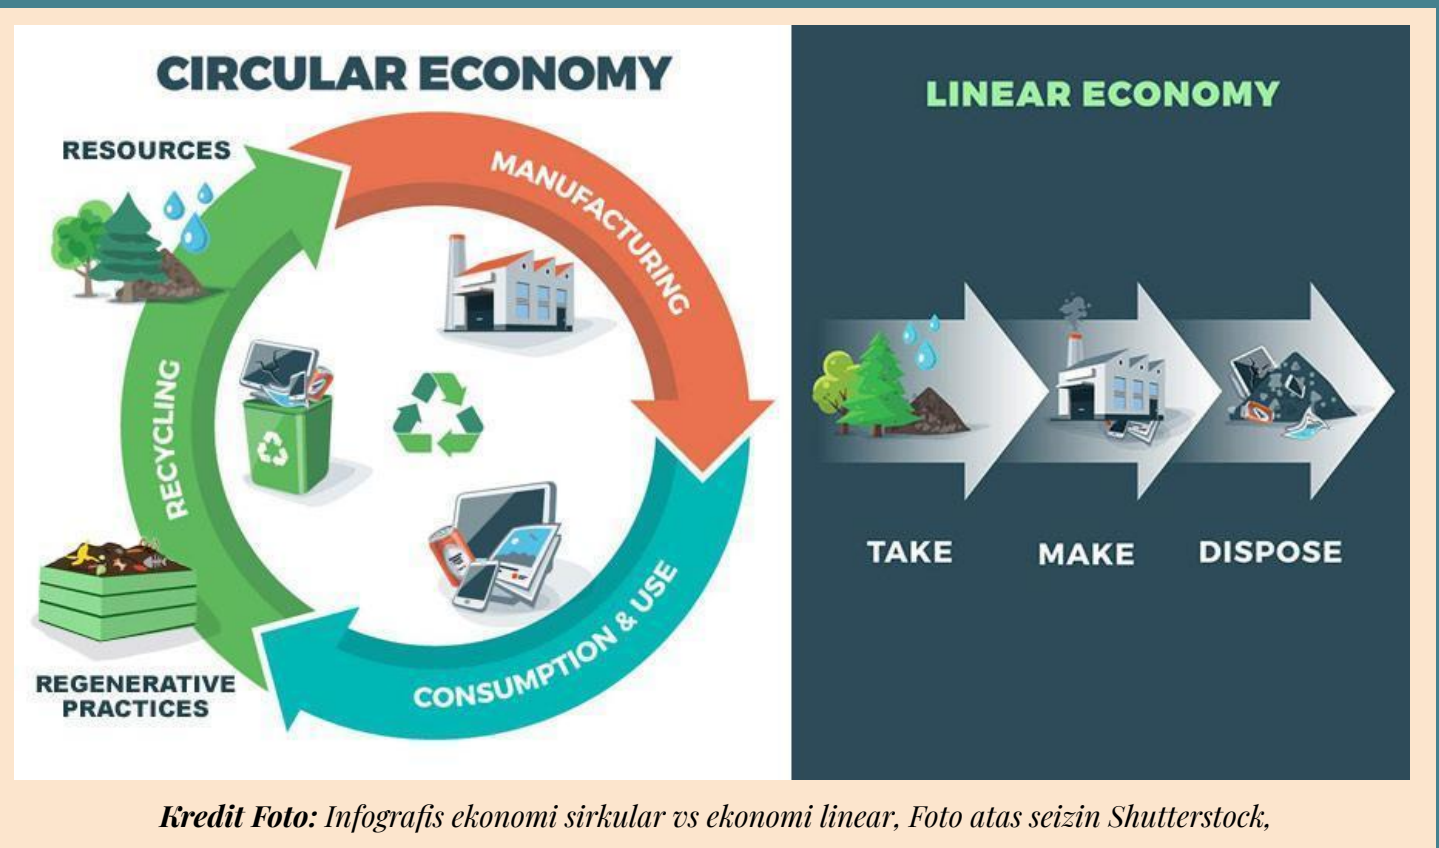 CIRCULAR ECONOMY
RESOURCES
MANUFACTURING
RECYCLING
CONSUMPTION & USE
REGENERATIVE
PRACTICES
LINEAR ECONOMY
TAKE
MAKE
DISPOSE
Kredit Foto: Infografis ekonomi sirkular vs ekonomi linear, Foto atas seizin Shutterstock,